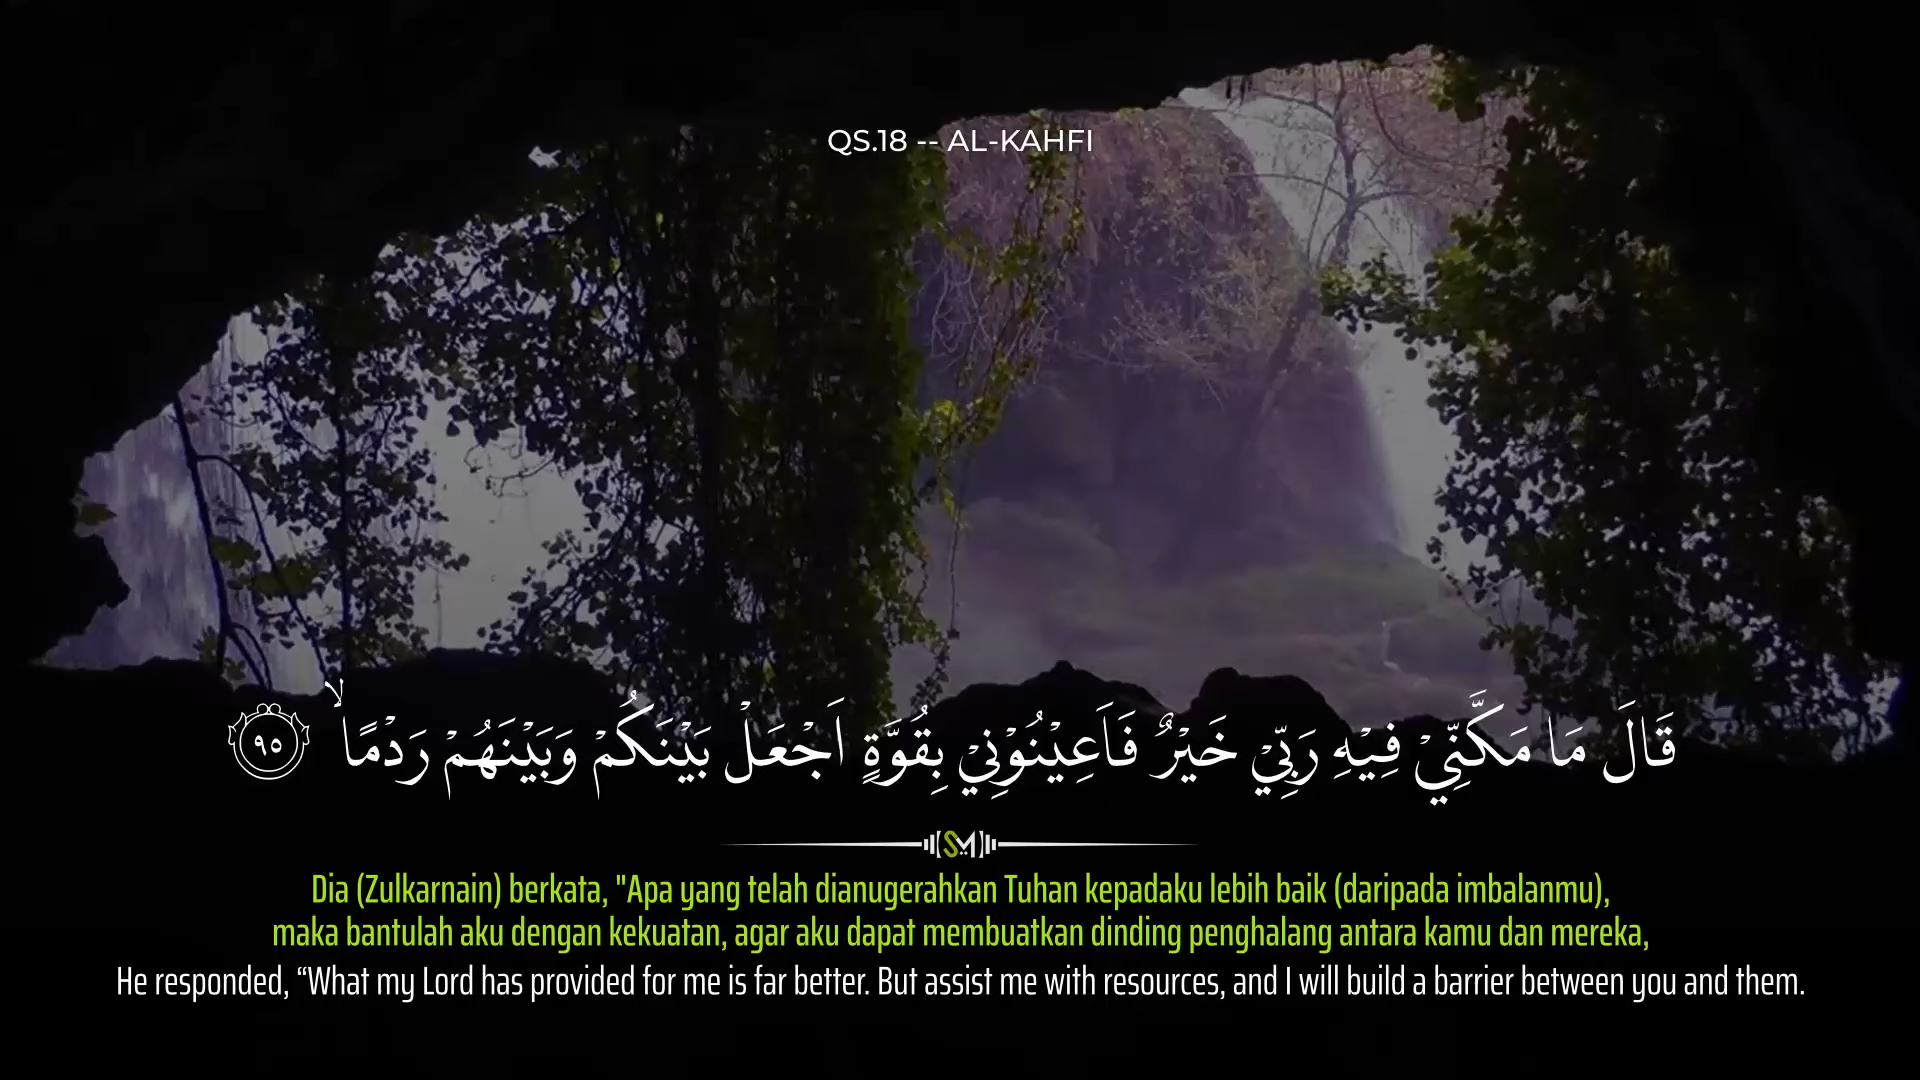 QS.18 -- AL-KAHFI
قَالَ مَا مَكَّنِّيْ فِيْهِ رَبِّيْ خَيْرٌ فَاَعِيْنُوْنِيْ بِقُوَّةٍ اَجْعَلْ بَيْنَكُمْ وَبَيْنَهُمْ رَدْمًا ۙ ٩٥
SM
Dia (Zulkarnain) berkata, "Apa yang telah dianugerahkan Tuhan kepadaku lebih baik (daripada imbalanmu),
maka bantulah aku dengan kekuatan, agar aku dapat membuatkan dinding penghalang antara kamu dan mereka,
He responded, “What my Lord has provided for me is far better. But assist me with resources, and I will build a barrier between you and them.